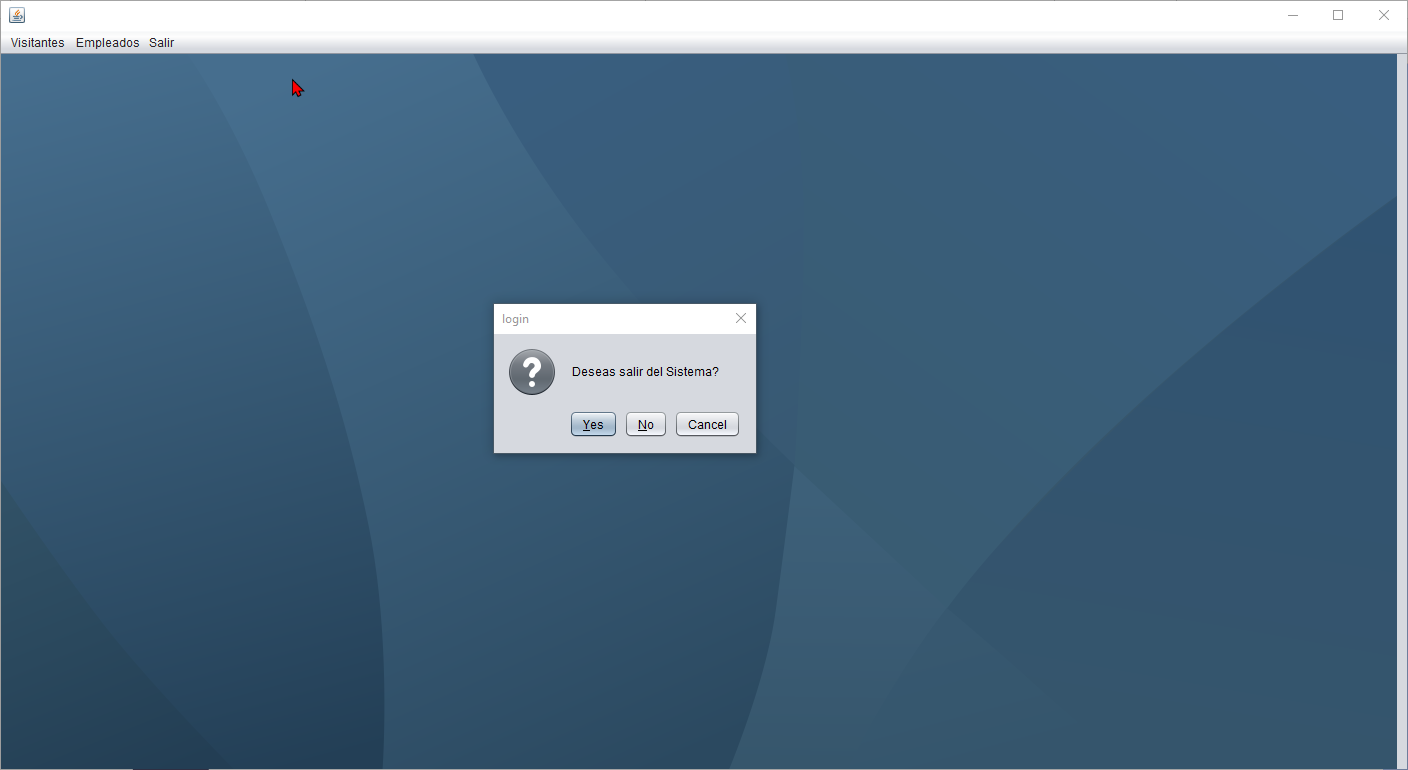 Visitantes Empleados Salir
login
?
Deseas salir del Sistema?
Yes No Cancel